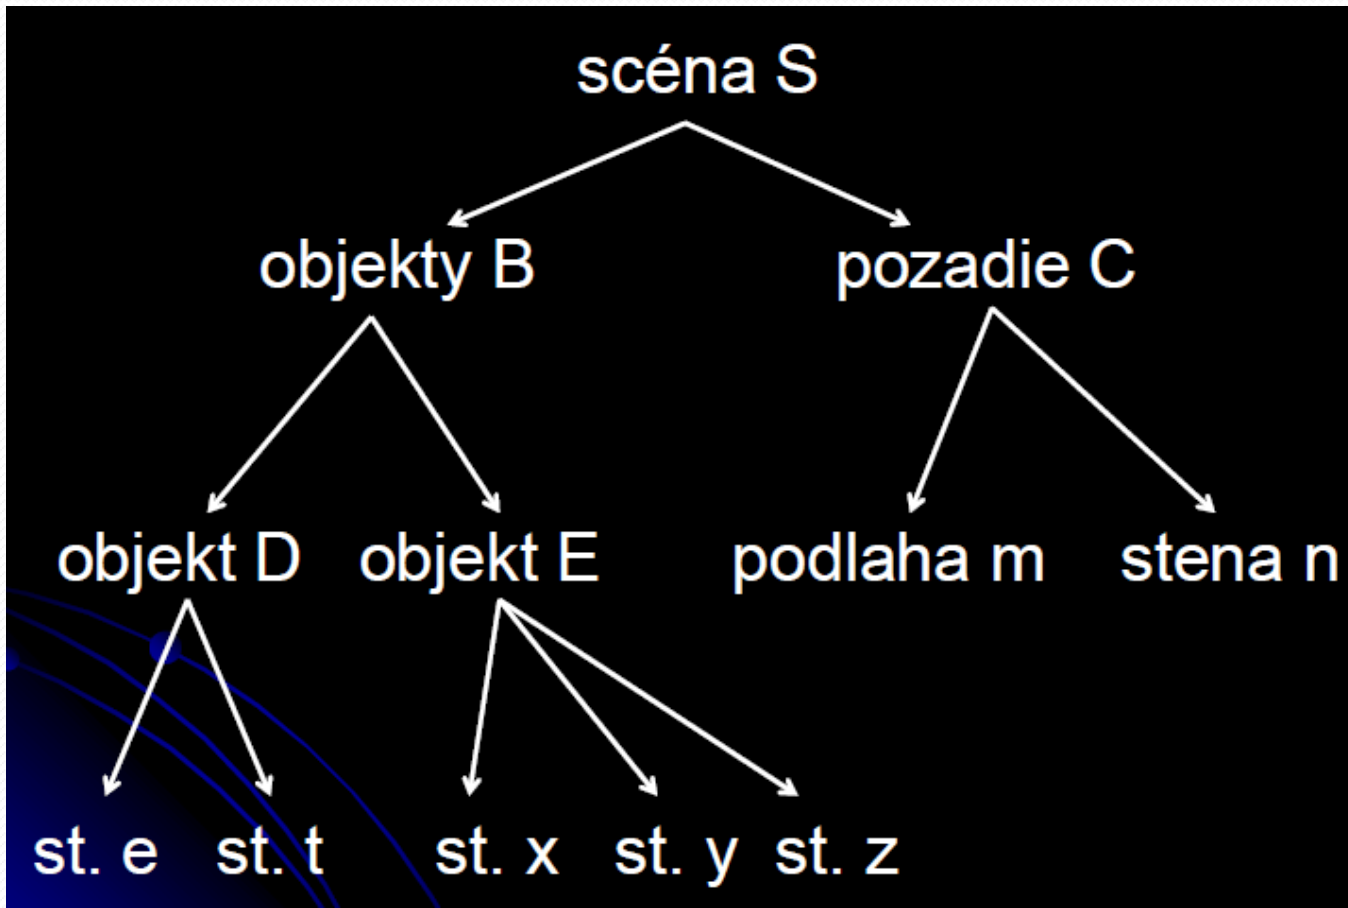 scéna S
objekty B pozadie C
objekt D objekt E podlaha m stena n
st. e st. t st. x st. y st. z